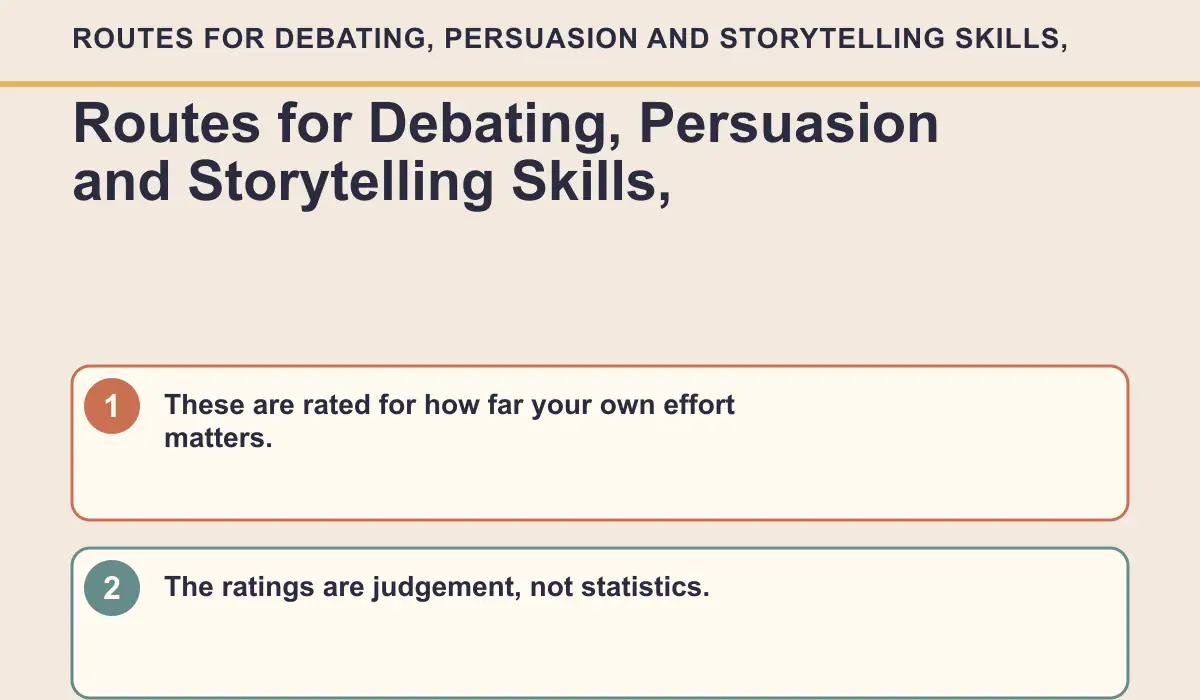 ROUTES FOR DEBATING, PERSUASION AND STORYTELLING SKILLS,
Routes for Debating, Persuasion
and Storytelling Skills,
1
These are rated for how far your own effort
matters.
2
The ratings are judgement, not statistics.